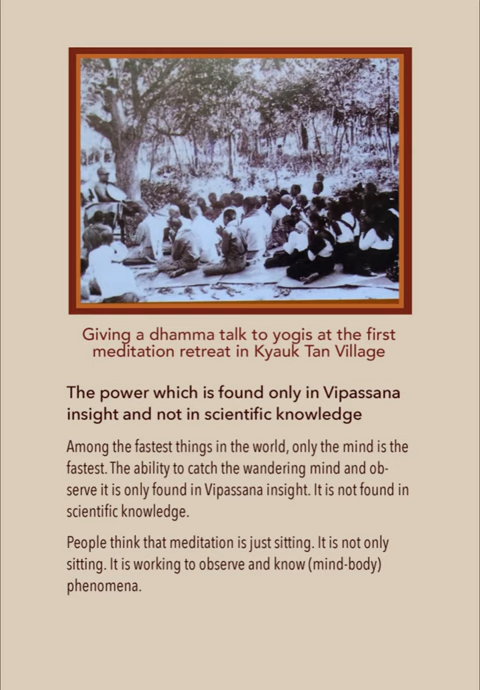 Giving a dhamma talk to yogis at the first
meditation retreat in Kyauk Tan Village
The power which is found only in Vipassana
insight and not in scientific knowledge
Among the fastest things in the world, only the mind is the
fastest. The ability to catch the wandering mind and ob-
serve it is only found in Vipassana insight. It is not found in
scientific knowledge.
People think that meditation is just sitting. It is not only
sitting. It is working to observe and know (mind-body)
phenomena.